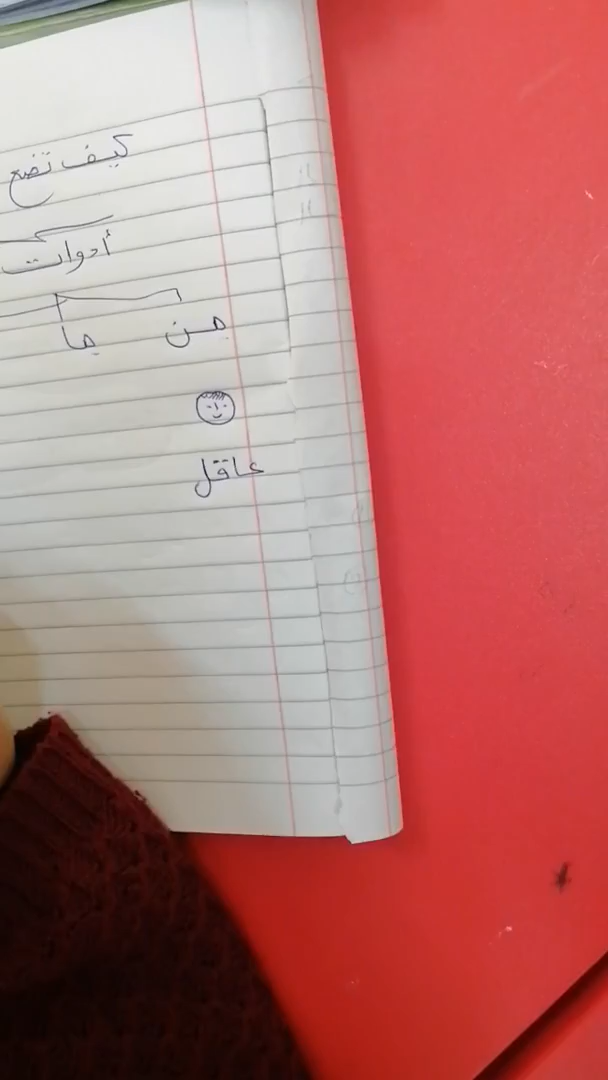 كيف تضع
أدوات
من ما
عاقل